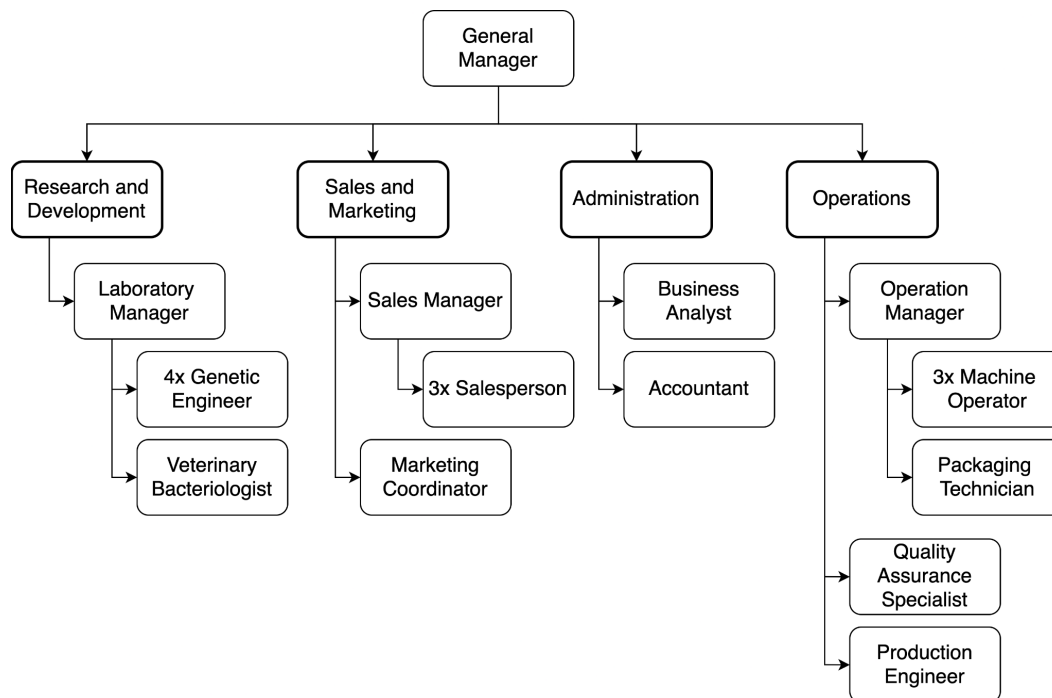 General
Manager
Research and
Development
Sales and
Marketing
Administration
Operations
Laboratory
Manager
4x Genetic
Engineer
Veterinary
Bacteriologist
Sales Manager
3x Salesperson
Marketing
Coordinator
Business
Analyst
Accountant
Operation
Manager
3x Machine
Operator
Packaging
Technician
Quality
Assurance
Specialist
Production
Engineer